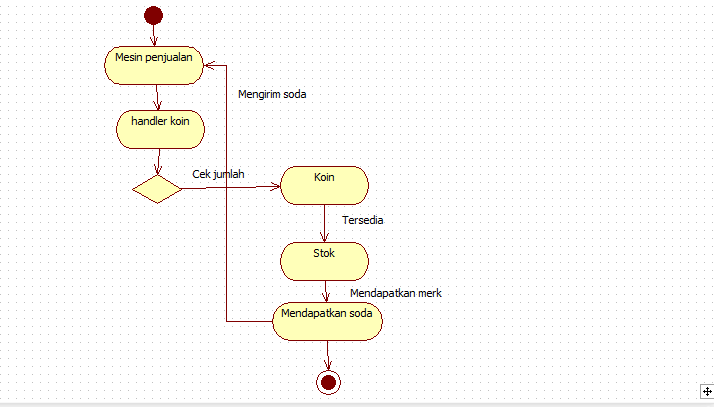 Mesin penjualan
Mengirim soda
handler koin
Cek jumlah
Koin
Tersedia
Stok
Mendapatkan merk
Mendapatkan soda